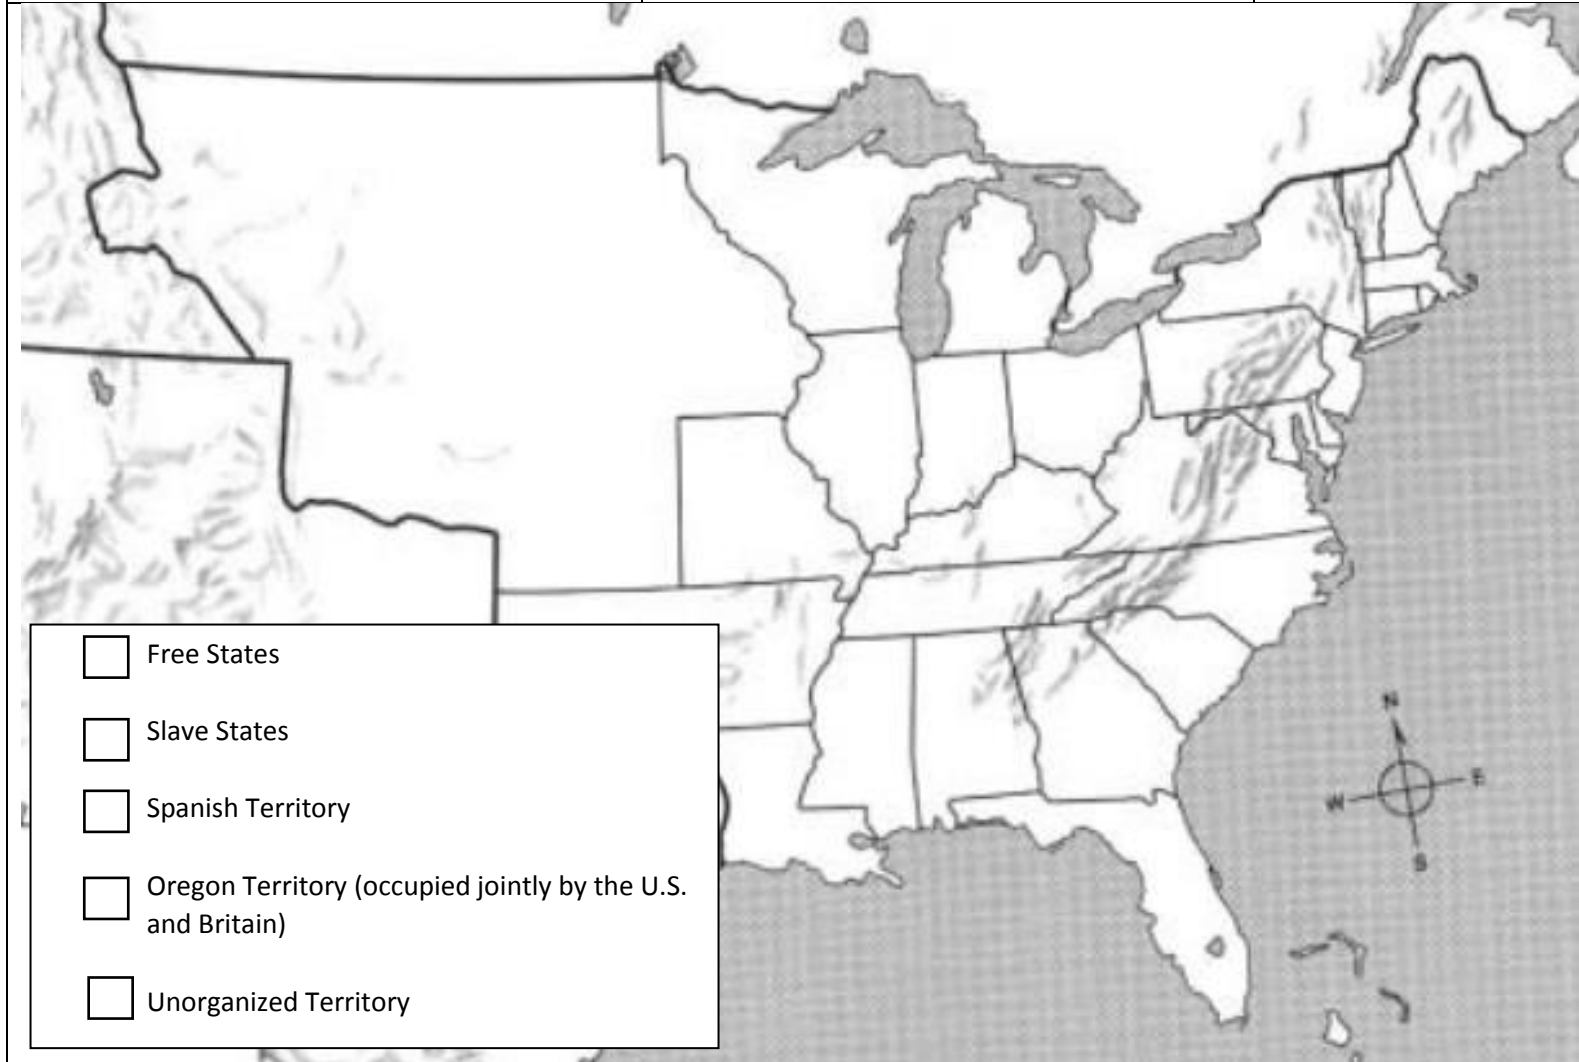 Free States
Slave States
Spanish Territory
Oregon Territory (occupied jointly by the U.S.
and Britain)
Unorganized Territory
N
W
E
S